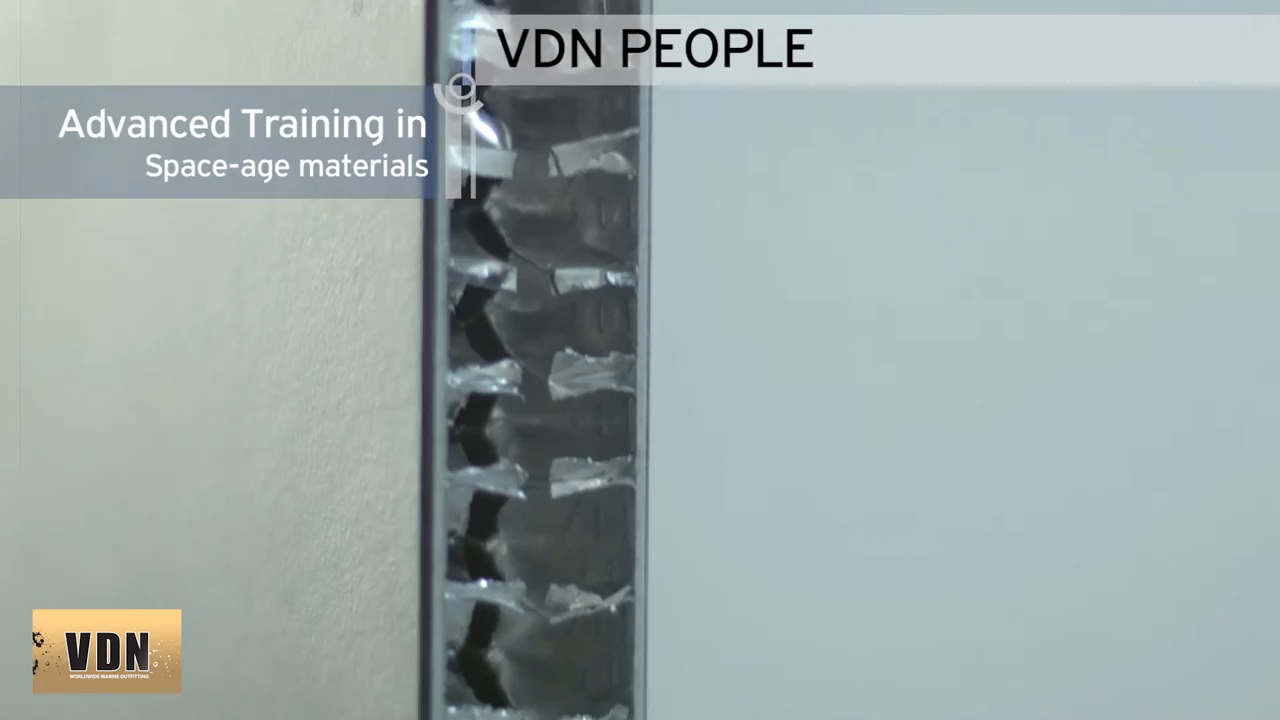 VDN PEOPLE
Advanced Training in
Space-age materials
VDN
WORLDWIDE MARINE OUTFITTING